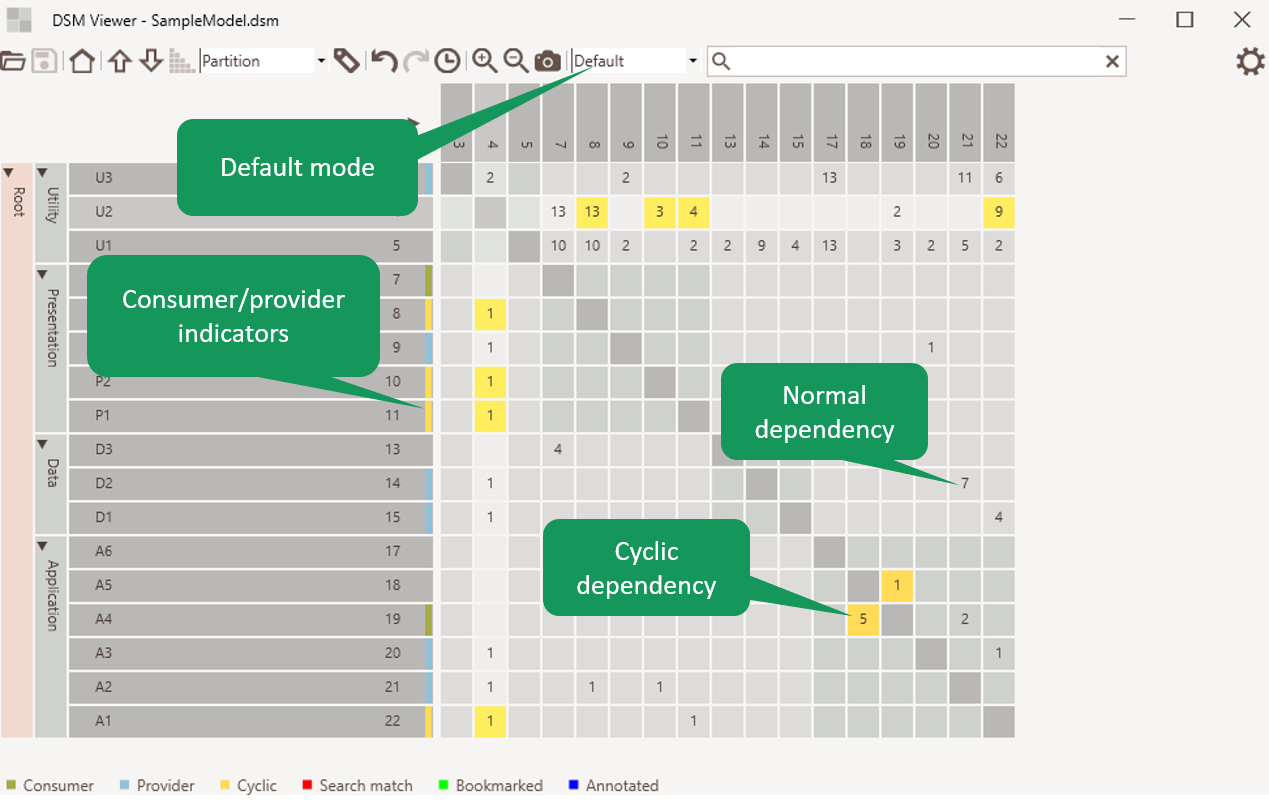 DSM Viewer - SampleModel.dsm
Partition Default
Default mode
3 4 5 7 8 9 10 11 13 14 15 17 18 19 20 21 22
Root
Utility
U3 2 2 13 11 6
U2 13 13 3 4 2 9
U1 5 10 10 2 2 2 9 4 13 3 2 5 2
Presentation
Consumer/provider
indicators
7
8 1
9 1 1
P2 10 1
P1 11 1
Normal
dependency
Data
D3 13 4
D2 14 1 7
D1 15 1 4
Cyclic
dependency
Application
A6 17
A5 18 1
A4 19 5 2
A3 20 1 1
A2 21 1 1 1
A1 22 1 1
Consumer Provider Cyclic Search match Bookmarked Annotated